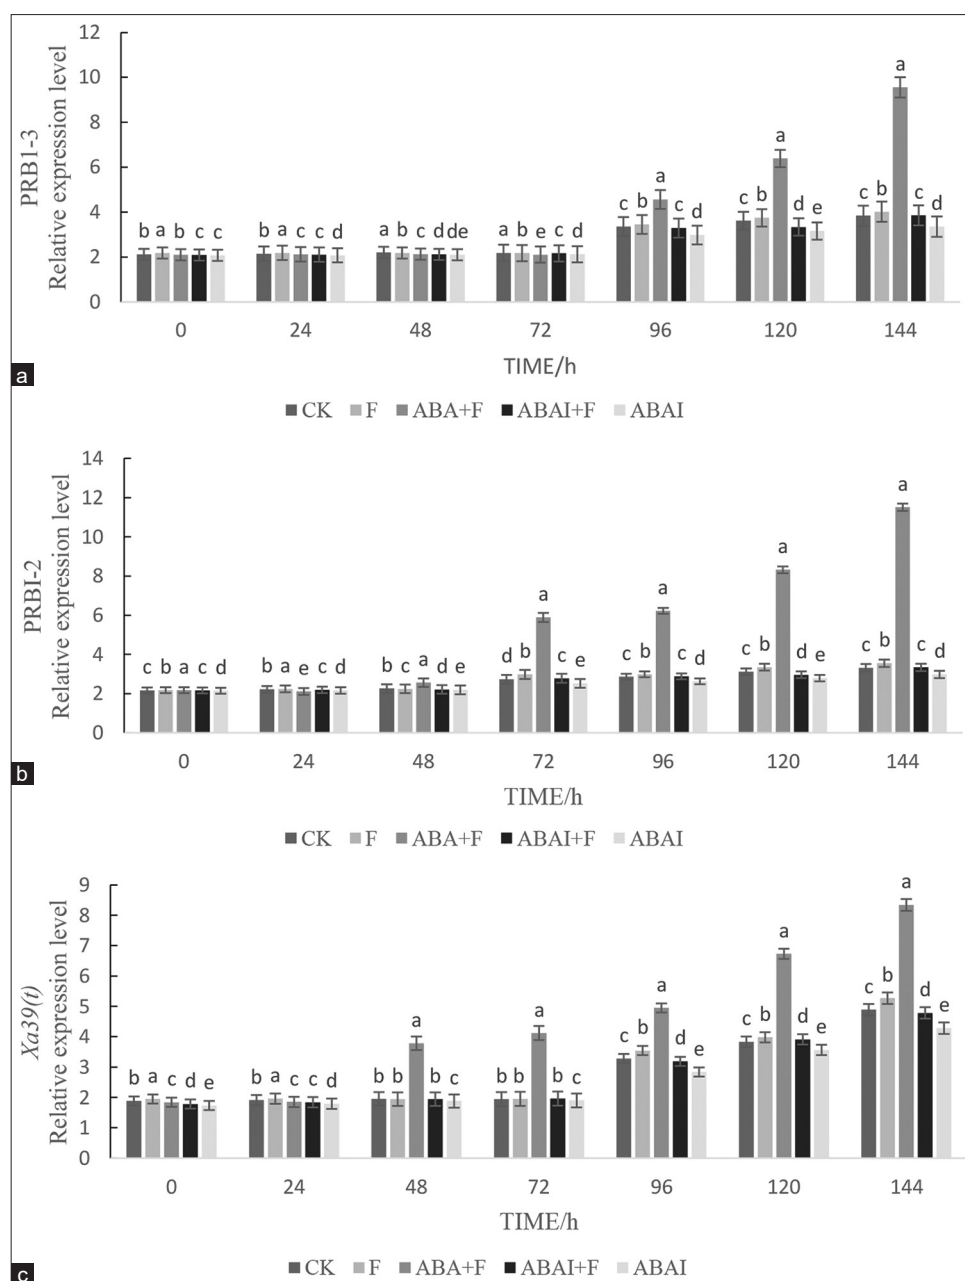 12
10
8
6
4
2
0
PRB1-3
Relative expression level
b a b c c
b a c c d
a b c d de
a b e c d
c b a c d
c b a d e
c b a c d
0 24 48 72 96 120 144
TIME/h
a
CK F ABA+F ABAI+F ABAI
14
12
10
8
6
4
2
0
PRBI-2
Relative expression level
c b a c d
b a e c d
b c a d e
d b a c e
c b a c d
c b a d e
c b a c d
0 24 48 72 96 120 144
TIME/h
b
CK F ABA+F ABAI+F ABAI
9
8
7
6
5
4
3
2
1
0
Xa39(t)
Relative expression level
b a c d e
b a c c d
b b a b c
b b a b c
c b a d e
c b a c e
c b a d e
0 24 48 72 96 120 144
TIME/h
c
CK F ABA+F ABAI+F ABAI